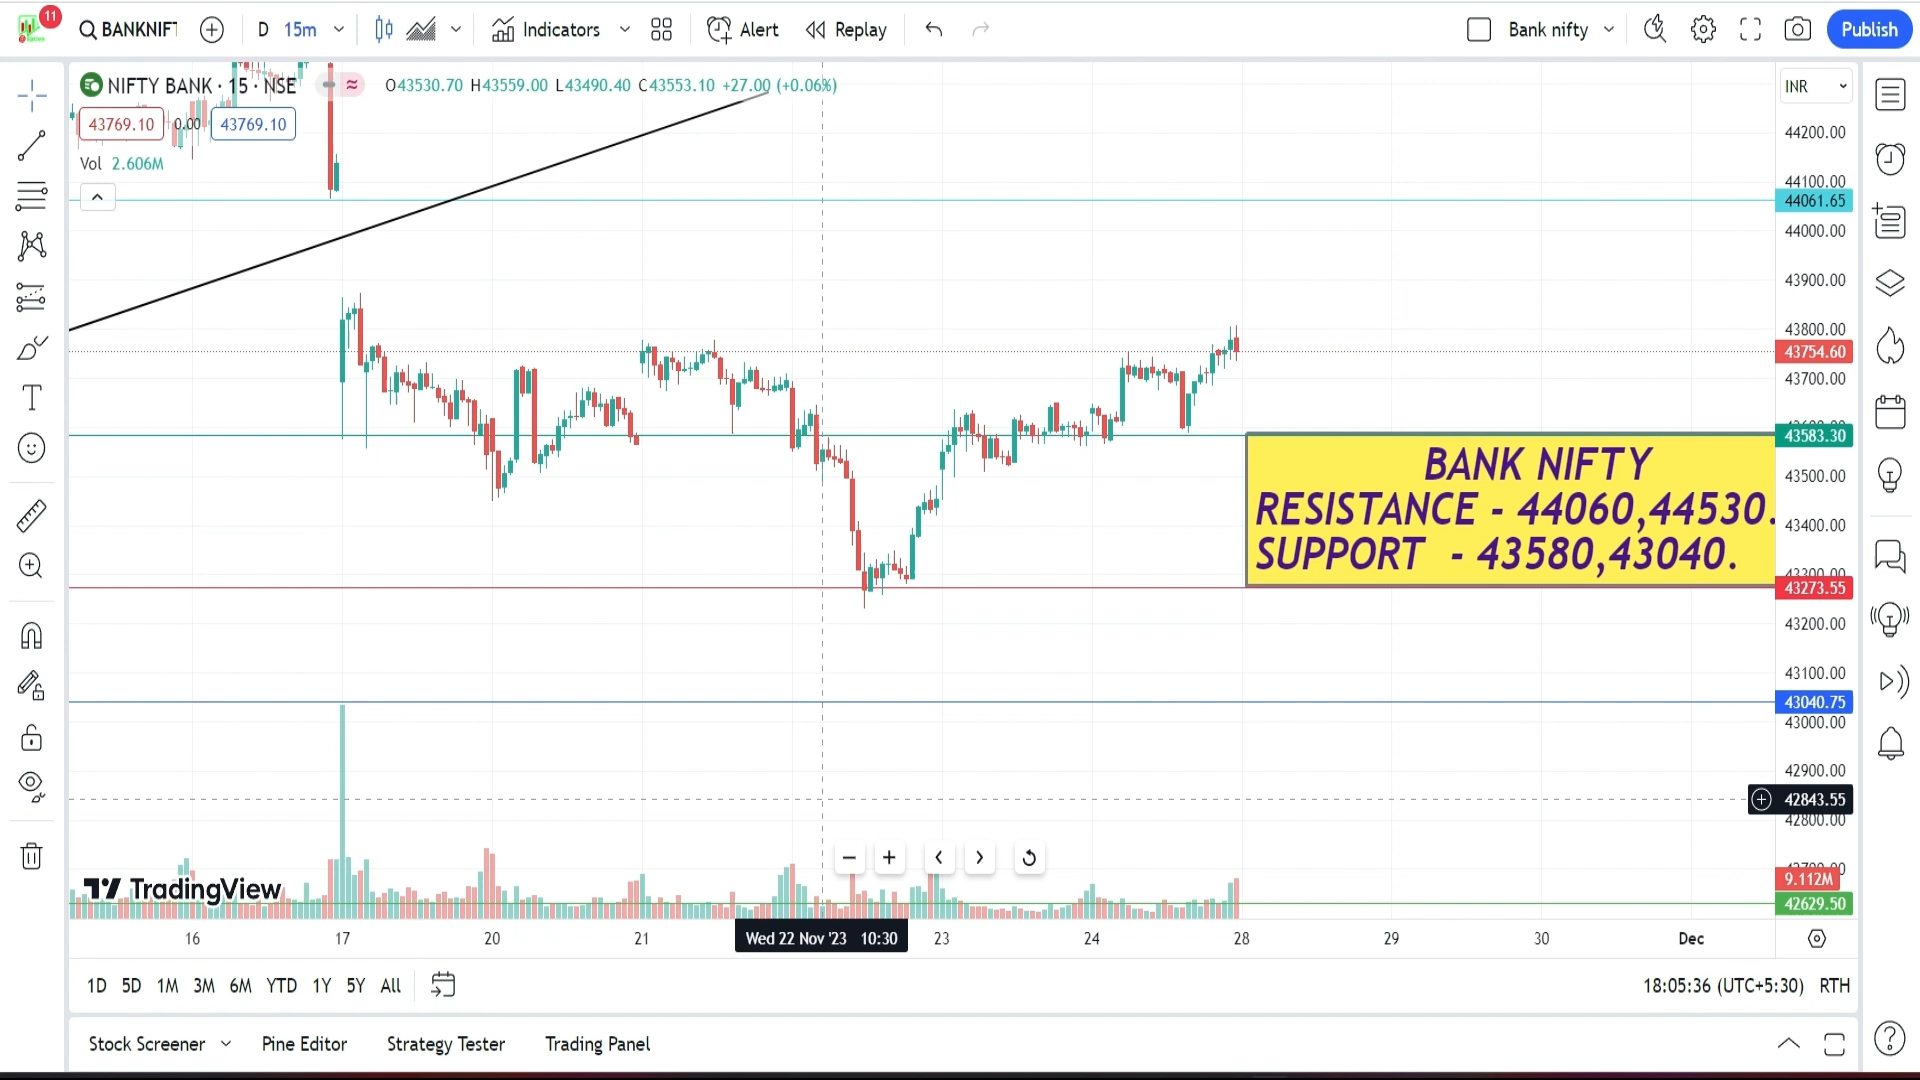 11
BANKNIFT
D 15m Indicators Alert Replay
Bank nifty Publish
NIFTY BANK · 15 · NSE O43530.70 H43559.00 L43490.40 C43553.10 +27.00 (+0.06%)
INR
43769.10 0.00 43769.10
Vol 2.606M
44200.00
44100.00
44061.65
44000.00
43900.00
43800.00
43754.60
43700.00
43583.30
43500.00
43400.00
43273.55
43200.00
43100.00
43040.75
43000.00
42900.00
42843.55
42800.00
9.112M
42629.50
BANK NIFTY
RESISTANCE - 44060,44530.
SUPPORT - 43580,43040.
TradingView
16 17 20 21 Wed 22 Nov '23 10:30 23 24 28 29 30 Dec
1D 5D 1M 3M 6M YTD 1Y 5Y All
18:05:36 (UTC+5:30) RTH
Stock Screener Pine Editor Strategy Tester Trading Panel